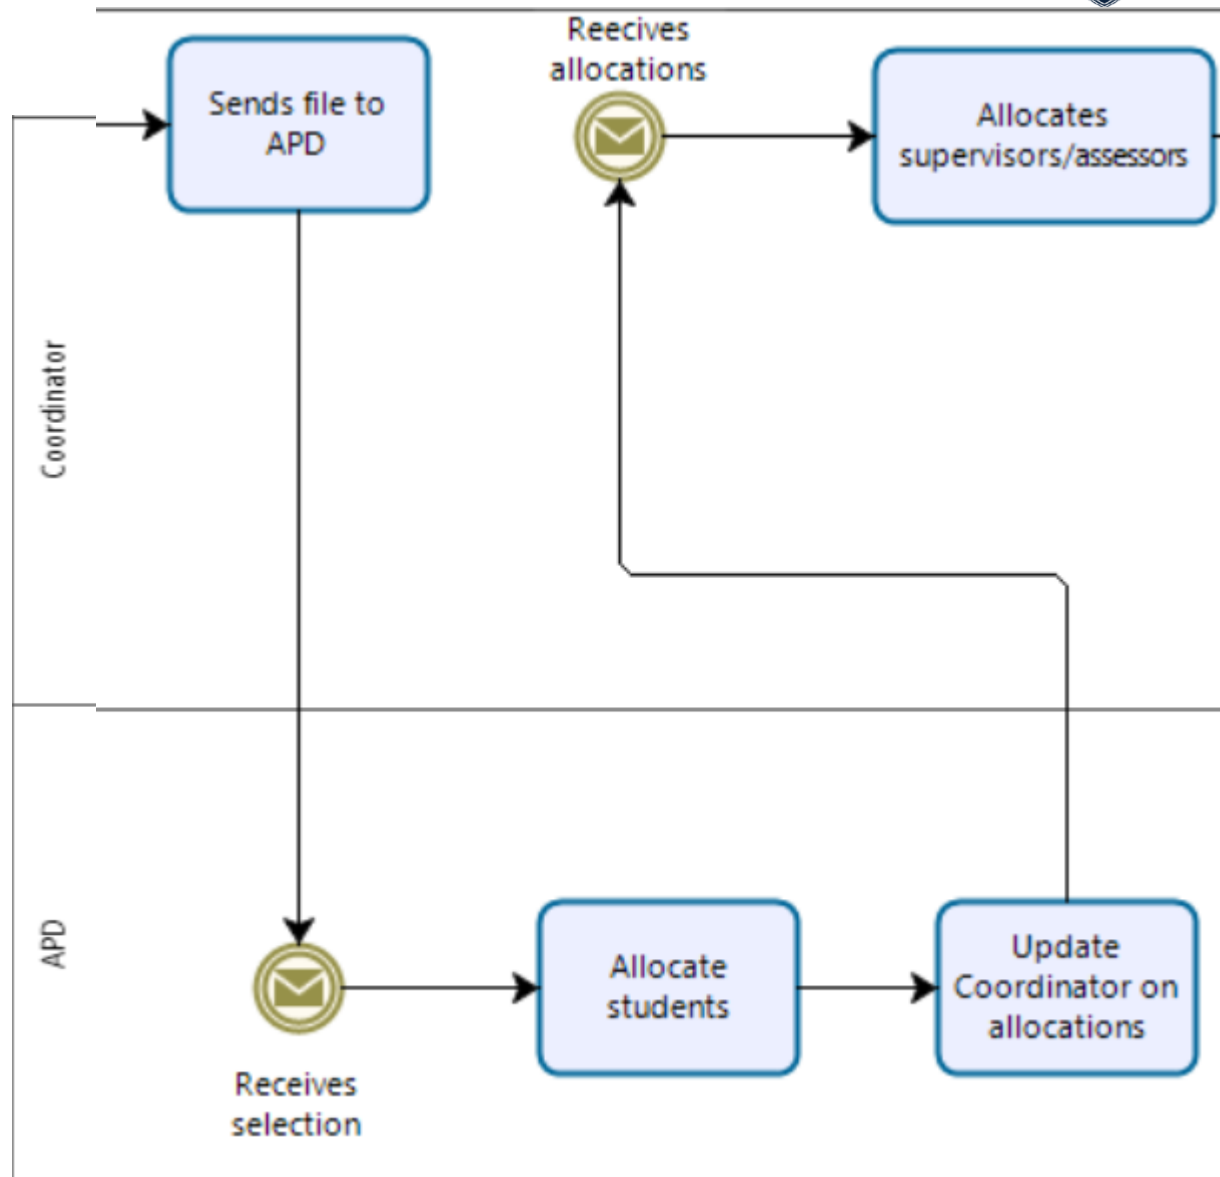 Reecives
allocations
Sends file to
APD
Allocates
supervisors/assessors
Coordinator
APD
Receives
selection
Allocate
students
Update
Coordinator on
allocations